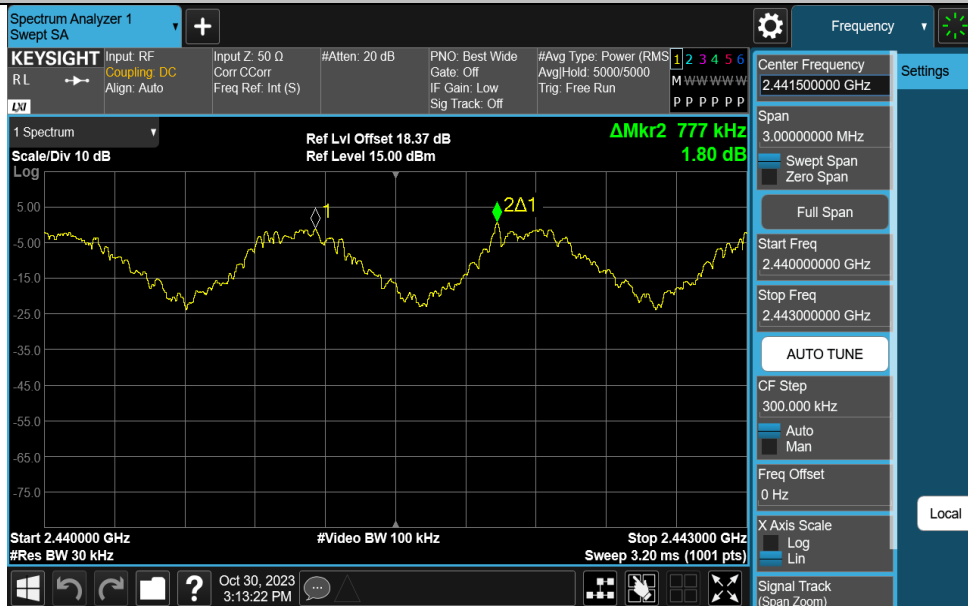 Spectrum Analyzer 1
Swept SA
+
Frequency
KEYSIGHT
RL
LXI
Input: RF
Coupling: DC
Align: Auto
Input Z: 50 Ω
Corr CCorr
Freq Ref: Int (S)
#Atten: 20 dB
PNO: Best Wide
Gate: Off
IF Gain: Low
Sig Track: Off
#Avg Type: Power (RMS
Avg|Hold: 5000/5000
Trig: Free Run
1 2 3 4 5 6
M W W W W W
P P P P P P
1 Spectrum
Scale/Div 10 dB
Log
Ref Lvl Offset 18.37 dB
Ref Level 15.00 dBm
ΔMkr2 777 kHz
1.80 dB
1
2Δ1
5.00
-5.00
-15.0
-25.0
-35.0
-45.0
-55.0
-65.0
-75.0
Start 2.440000 GHz
#Res BW 30 kHz
#Video BW 100 kHz
Stop 2.443000 GHz
Sweep 3.20 ms (1001 pts)
Center Frequency
2.441500000 GHz
Span
3.00000000 MHz
Swept Span
Zero Span
Full Span
Start Freq
2.440000000 GHz
Stop Freq
2.443000000 GHz
AUTO TUNE
CF Step
300.000 kHz
Auto
Man
Freq Offset
0 Hz
X Axis Scale
Log
Lin
Signal Track
(Span Zoom)
Settings
Local
?
Oct 30, 2023
3:13:22 PM